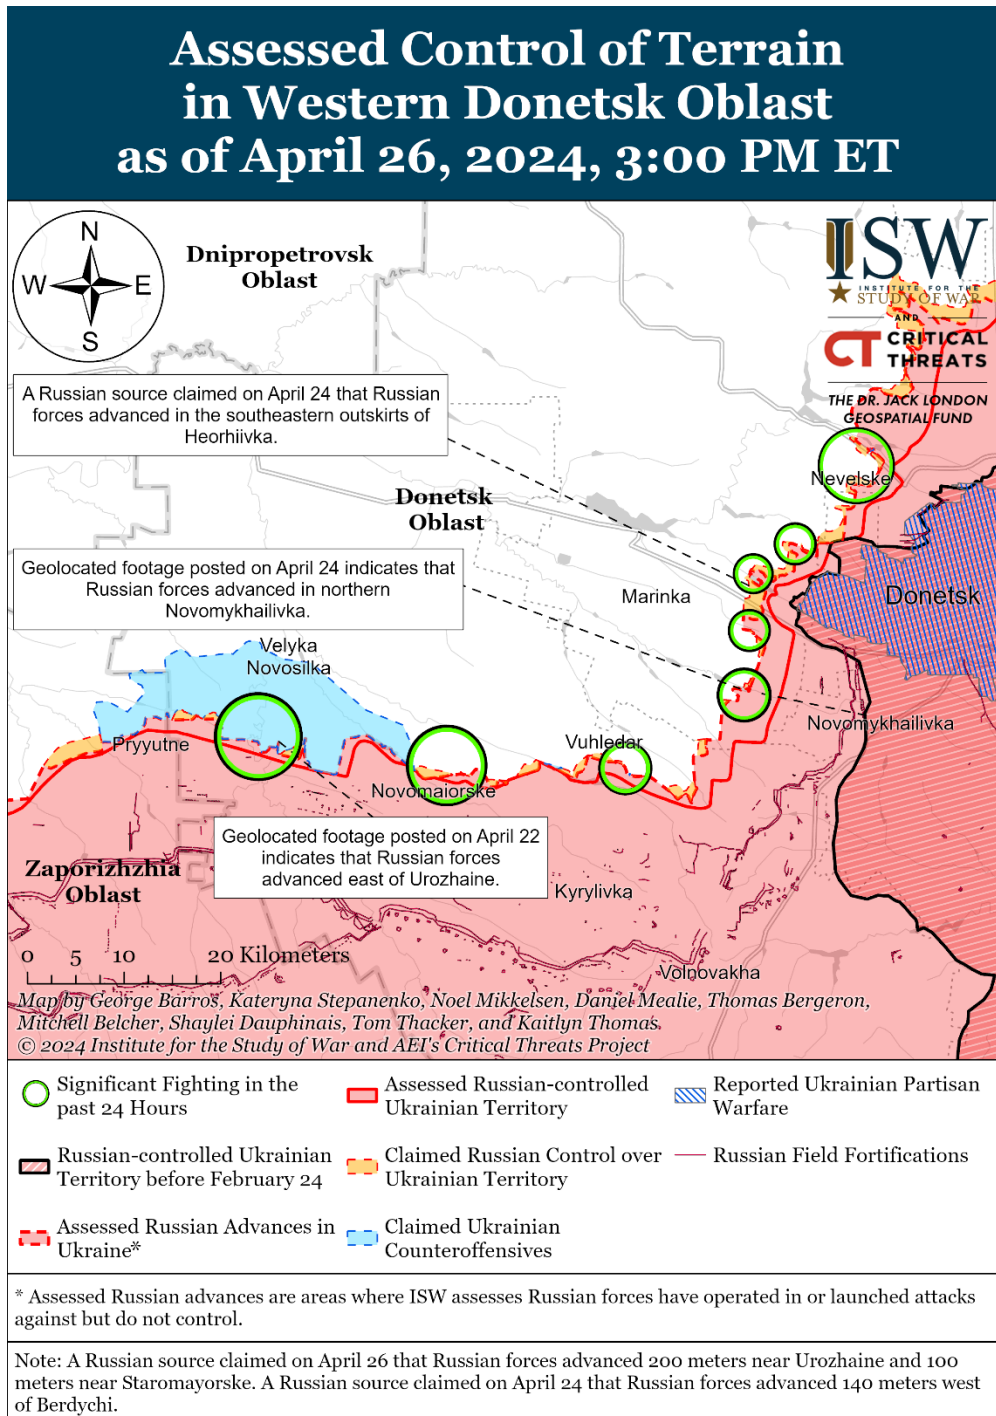 Assessed Control of Terrain
in Western Donetsk Oblast
as of April 26, 2024, 3:00 PM ET
N
W
E
S
Dnipropetrovsk
Oblast
ISW
INSTITUTE FOR THE
STUDY OF WAR
AND
CT CRITICAL
THREATS
THE DR. JACK LONDON
GEOSPATIAL FUND
A Russian source claimed on April 24 that Russian
forces advanced in the southeastern outskirts of
Heorhiivka.
Nevelske
Donetsk
Oblast
Geolocated footage posted on April 24 indicates that
Russian forces advanced in northern
Novomykhailivka.
Marinka
Donetsk
Velyka
Novosilka
Novomykhailivka
Pryyutne
Vuhledar
Novomaiorske
Geolocated footage posted on April 22
indicates that Russian forces
advanced east of Urozhaine.
Zaporizhzhia
Oblast
Kyrylivka
Volnovakha
0 5 10 20 Kilometers
Map by George Barros, Kateryna Stepanenko, Noel Mikkelsen, Daniel Mealie, Thomas Bergeron,
Mitchell Belcher, Shaylei Dauphinais, Tom Thacker, and Kaitlyn Thomas.
© 2024 Institute for the Study of War and AEI's Critical Threats Project
Significant Fighting in the
past 24 Hours
Assessed Russian-controlled
Ukrainian Territory
Reported Ukrainian Partisan
Warfare
Russian-controlled Ukrainian
Territory before February 24
Claimed Russian Control over
Ukrainian Territory
Russian Field Fortifications
Assessed Russian Advances in
Ukraine*
Claimed Ukrainian
Counteroffensives
* Assessed Russian advances are areas where ISW assesses Russian forces have operated in or launched attacks
against but do not control.
Note: A Russian source claimed on April 26 that Russian forces advanced 200 meters near Urozhaine and 100
meters near Staromayorske. A Russian source claimed on April 24 that Russian forces advanced 140 meters west
of Berdychi.